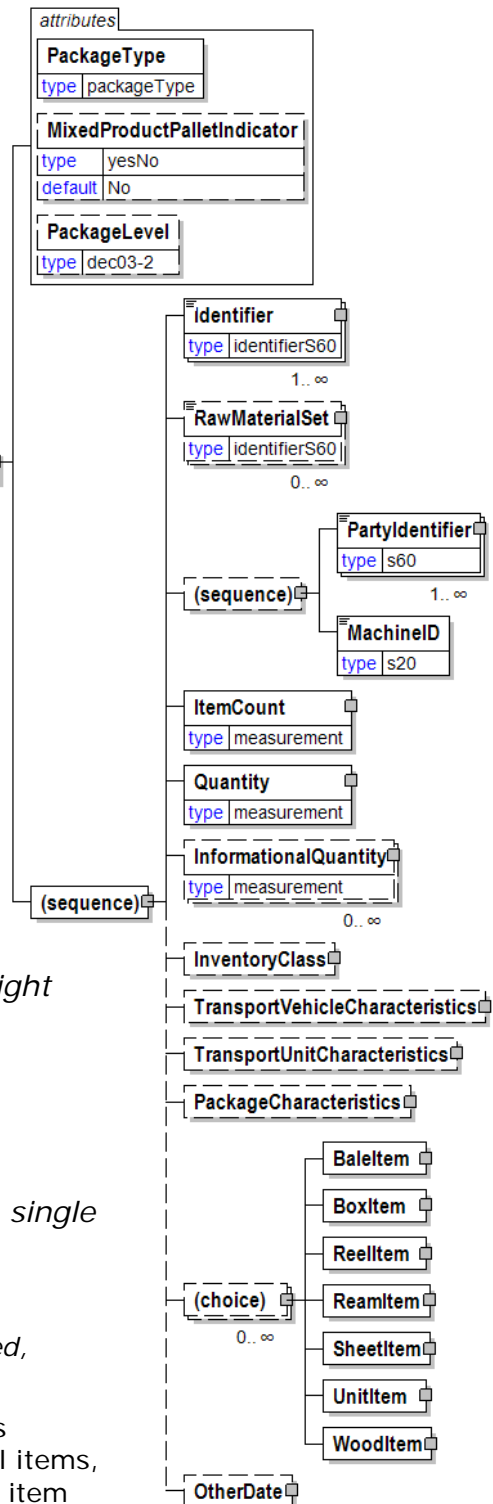 attributes
PackageType
type packageType
MixedProductPalletIndicator
type yesNo
default No
PackageLevel
type dec03-2
Identifier
type identifierS60
1.. ∞
RawMaterialSet
type identifierS60
0.. ∞
PartyIdentifier
type s60
1.. ∞
(sequence)
MachineID
type s20
ItemCount
type measurement
Quantity
type measurement
InformationalQuantity
type measurement
0.. ∞
(sequence)
InventoryClass
ight
TransportVehicleCharacteristics
TransportUnitCharacteristics
PackageCharacteristics
BaleItem
single
BoxItem
ReelItem
(choice)
ReamItem
0.. ∞
ed,
SheetItem
UnitItem
s
l items,
WoodItem
item
OtherDate